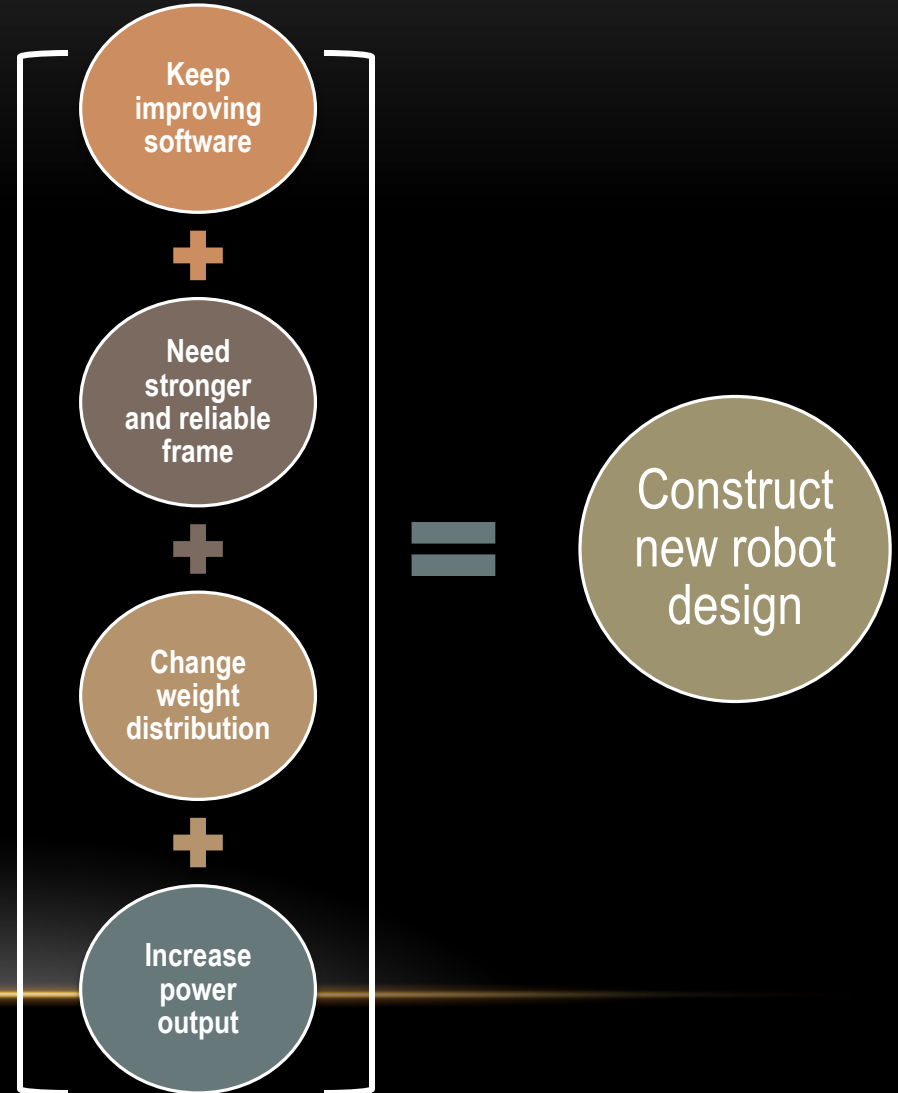 Keep
improving
software
+
Need
stronger
and reliable
frame
+
Change
weight
distribution
+
Increase
power
output
=
Construct
new robot
design